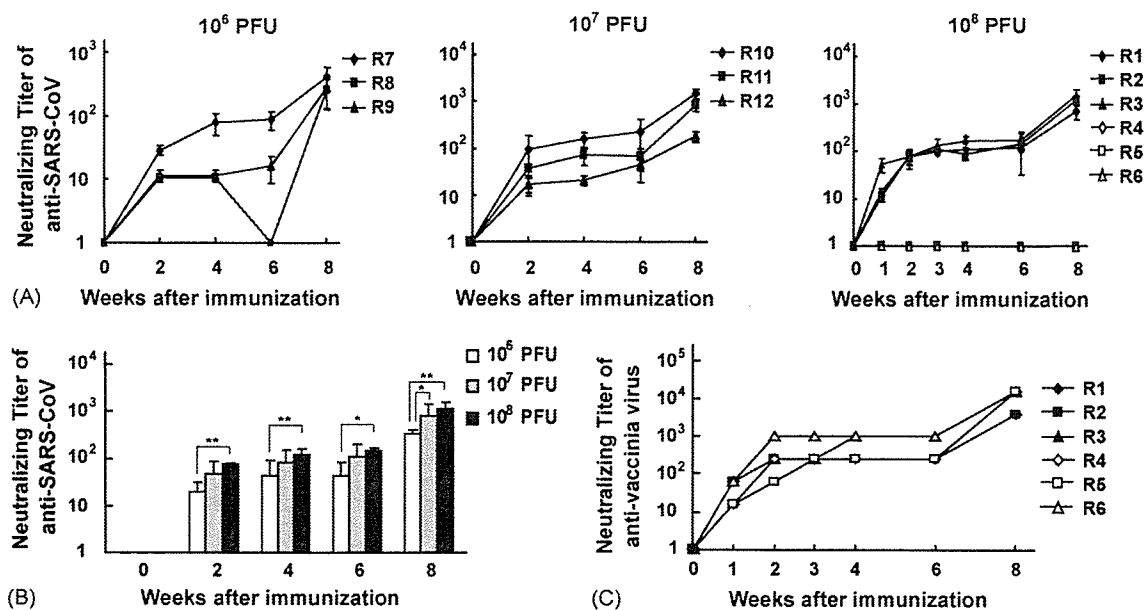 10⁶ PFU
10⁷ PFU
10⁸ PFU
Neutralizing Titer of
anti-SARS-CoV
10³
10²
10
1
0 2 4 6 8
Weeks after immunization
R7
R8
R9
10⁴
10³
10²
10
1
0 2 4 6 8
Weeks after immunization
R10
R11
R12
10⁴
10³
10²
10
1
0 1 2 3 4 6 8
Weeks after immunization
R1
R2
R3
R4
R5
R6
(A)
Neutralizing Titer of
anti-SARS-CoV
10⁴
10³
10²
10
1
** ** * ** *
0 2 4 6 8
Weeks after immunization
10⁶ PFU
10⁷ PFU
10⁸ PFU
(B)
Neutralizing Titer of
anti-vaccinia virus
10⁵
10⁴
10³
10²
10
1
0 1 2 3 4 6 8
Weeks after immunization
R1
R2
R3
R4
R5
R6
(C)